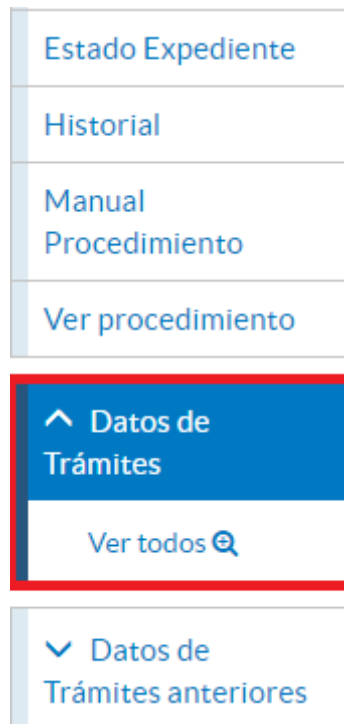 Estado Expediente
Historial
Manual
Procedimiento
Ver procedimiento
Datos de
Trámites
Ver todos
Datos de
Trámites anteriores